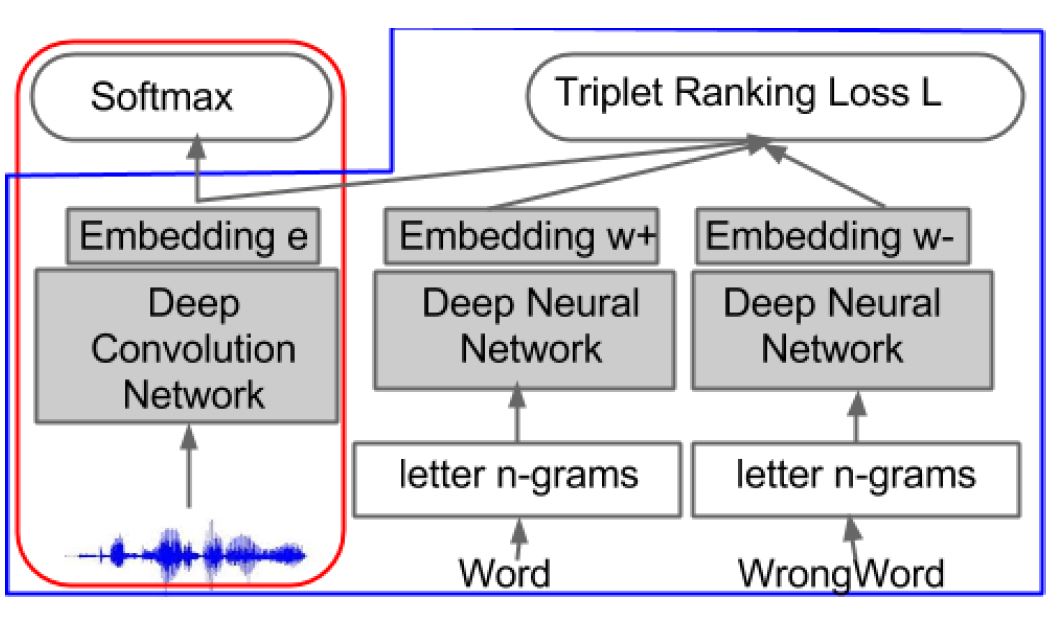 Softmax
Triplet Ranking Loss L
Embedding e
Embedding w+
Embedding w-
Deep
Convolution
Network
Deep Neural
Network
Deep Neural
Network
letter n-grams
letter n-grams
Word
WrongWord